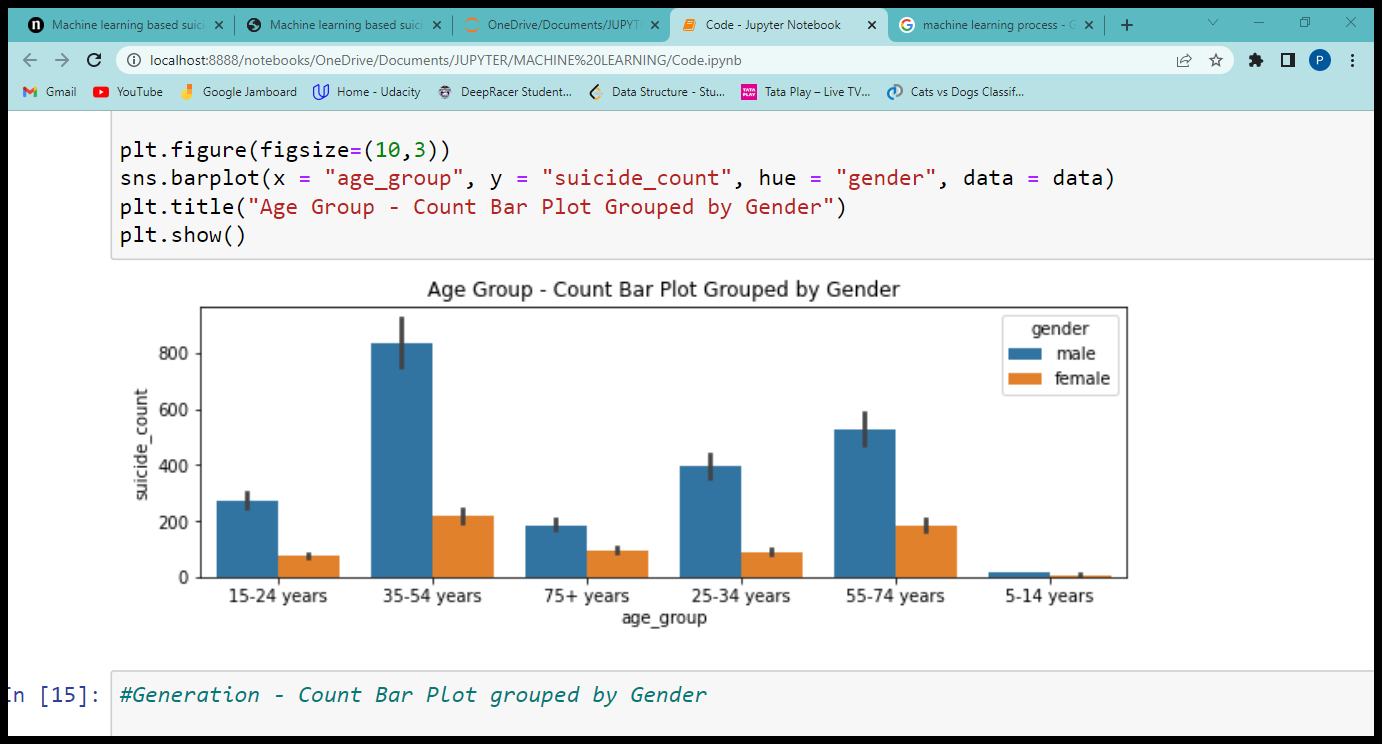 Machine learning based suici
Machine learning based suici
OneDrive/Documents/JUPYT
Code - Jupyter Notebook
machine learning process - G
localhost:8888/notebooks/OneDrive/Documents/JUPYTER/MACHINE%20LEARNING/Code.ipynb
P
Gmail
YouTube
Google Jamboard
Home - Udacity
DeepRacer Student...
Data Structure - Stu...
TATA PLAY
Tata Play – Live TV...
Cats vs Dogs Classif...
plt.figure(figsize=(10,3))
sns.barplot(x = "age_group", y = "suicide_count", hue = "gender", data = data)
plt.title("Age Group - Count Bar Plot Grouped by Gender")
plt.show()
Age Group - Count Bar Plot Grouped by Gender
gender
male
female
800
600
400
200
0
suicide_count
15-24 years
35-54 years
75+ years
25-34 years
55-74 years
5-14 years
age_group
n [15]:
#Generation - Count Bar Plot grouped by Gender